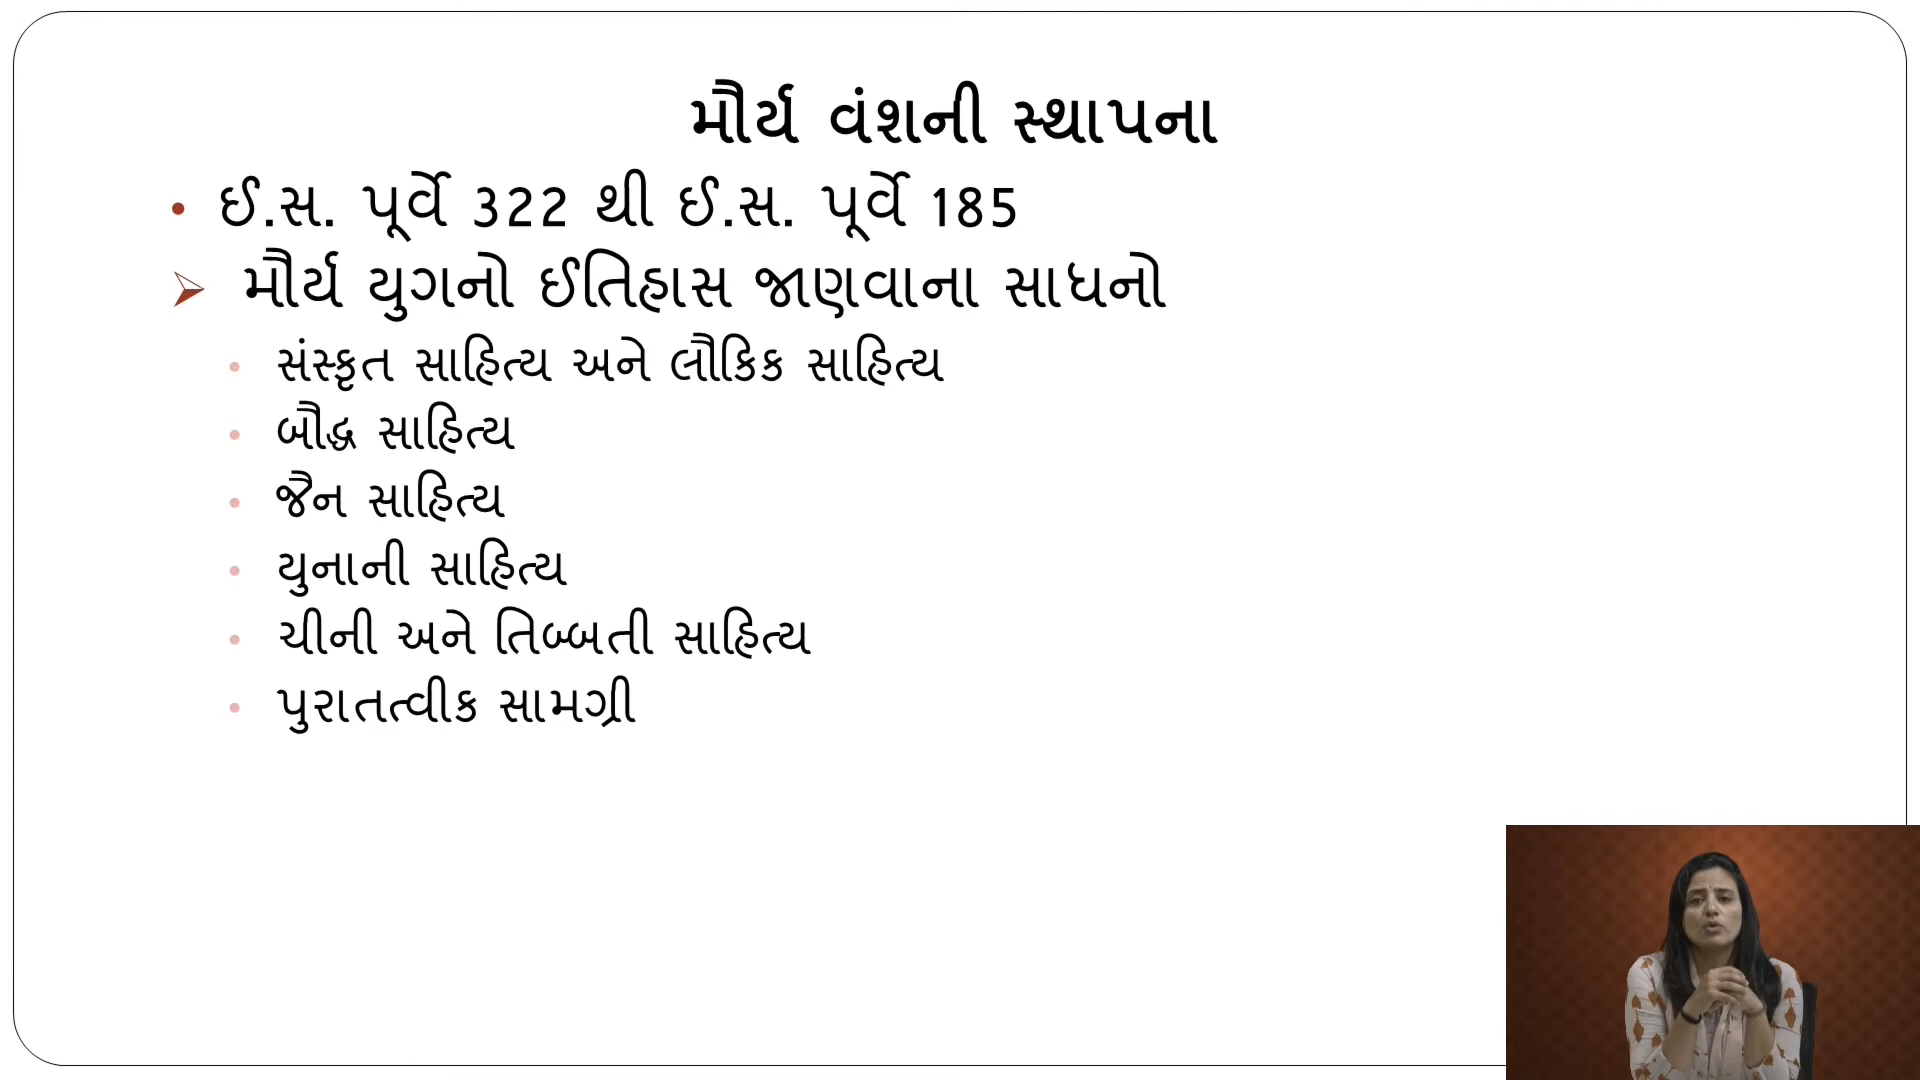 મૌર્ય વંશની સ્થાપના
• ઈ.સ. પૂર્વે 322 થી ઈ.સ. પૂર્વે 185
➢ મૌર્ય યુગનો ઈતિહાસ જાણવાના સાધનો
• સંસ્કૃત સાહિત્ય અને લૌકિક સાહિત્ય
• બૌદ્ધ સાહિત્ય
• જૈન સાહિત્ય
• યુનાની સાહિત્ય
• ચીની અને તિબ્બતી સાહિત્ય
• પુરાતત્વીક સામગ્રી